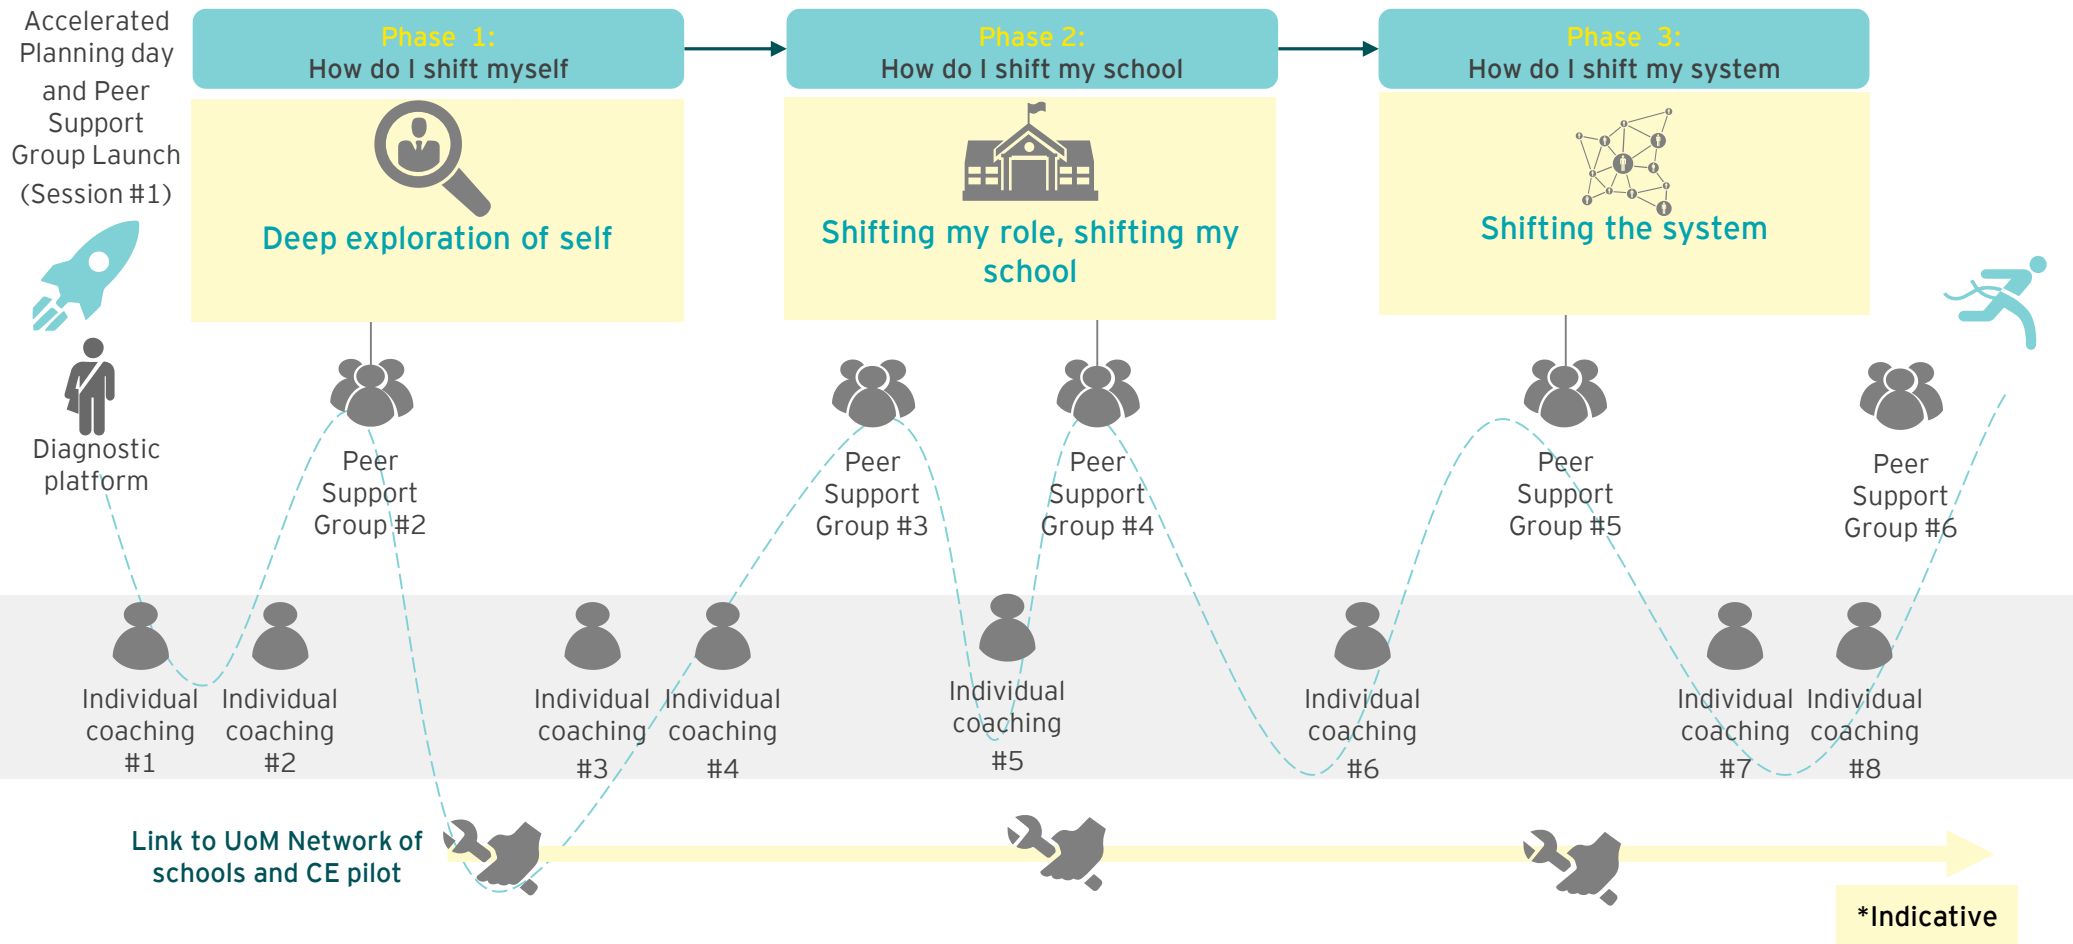 Accelerated
Planning day
and Peer
Support
Group Launch
(Session #1)
Phase 1:
How do I shift myself
Phase 2:
How do I shift my school
Phase 3:
How do I shift my system
Deep exploration of self
Shifting my role, shifting my
school
Shifting the system
Diagnostic
platform
Peer
Support
Group #2
Peer
Support
Group #3
Peer
Support
Group #4
Peer
Support
Group #5
Peer
Support
Group #6
Individual
coaching
#1
Individual
coaching
#2
Individual
coaching
#3
Individual
coaching
#4
Individual
coaching
#5
Individual
coaching
#6
Individual
coaching
#7
Individual
coaching
#8
Link to UoM Network of
schools and CE pilot
*Indicative